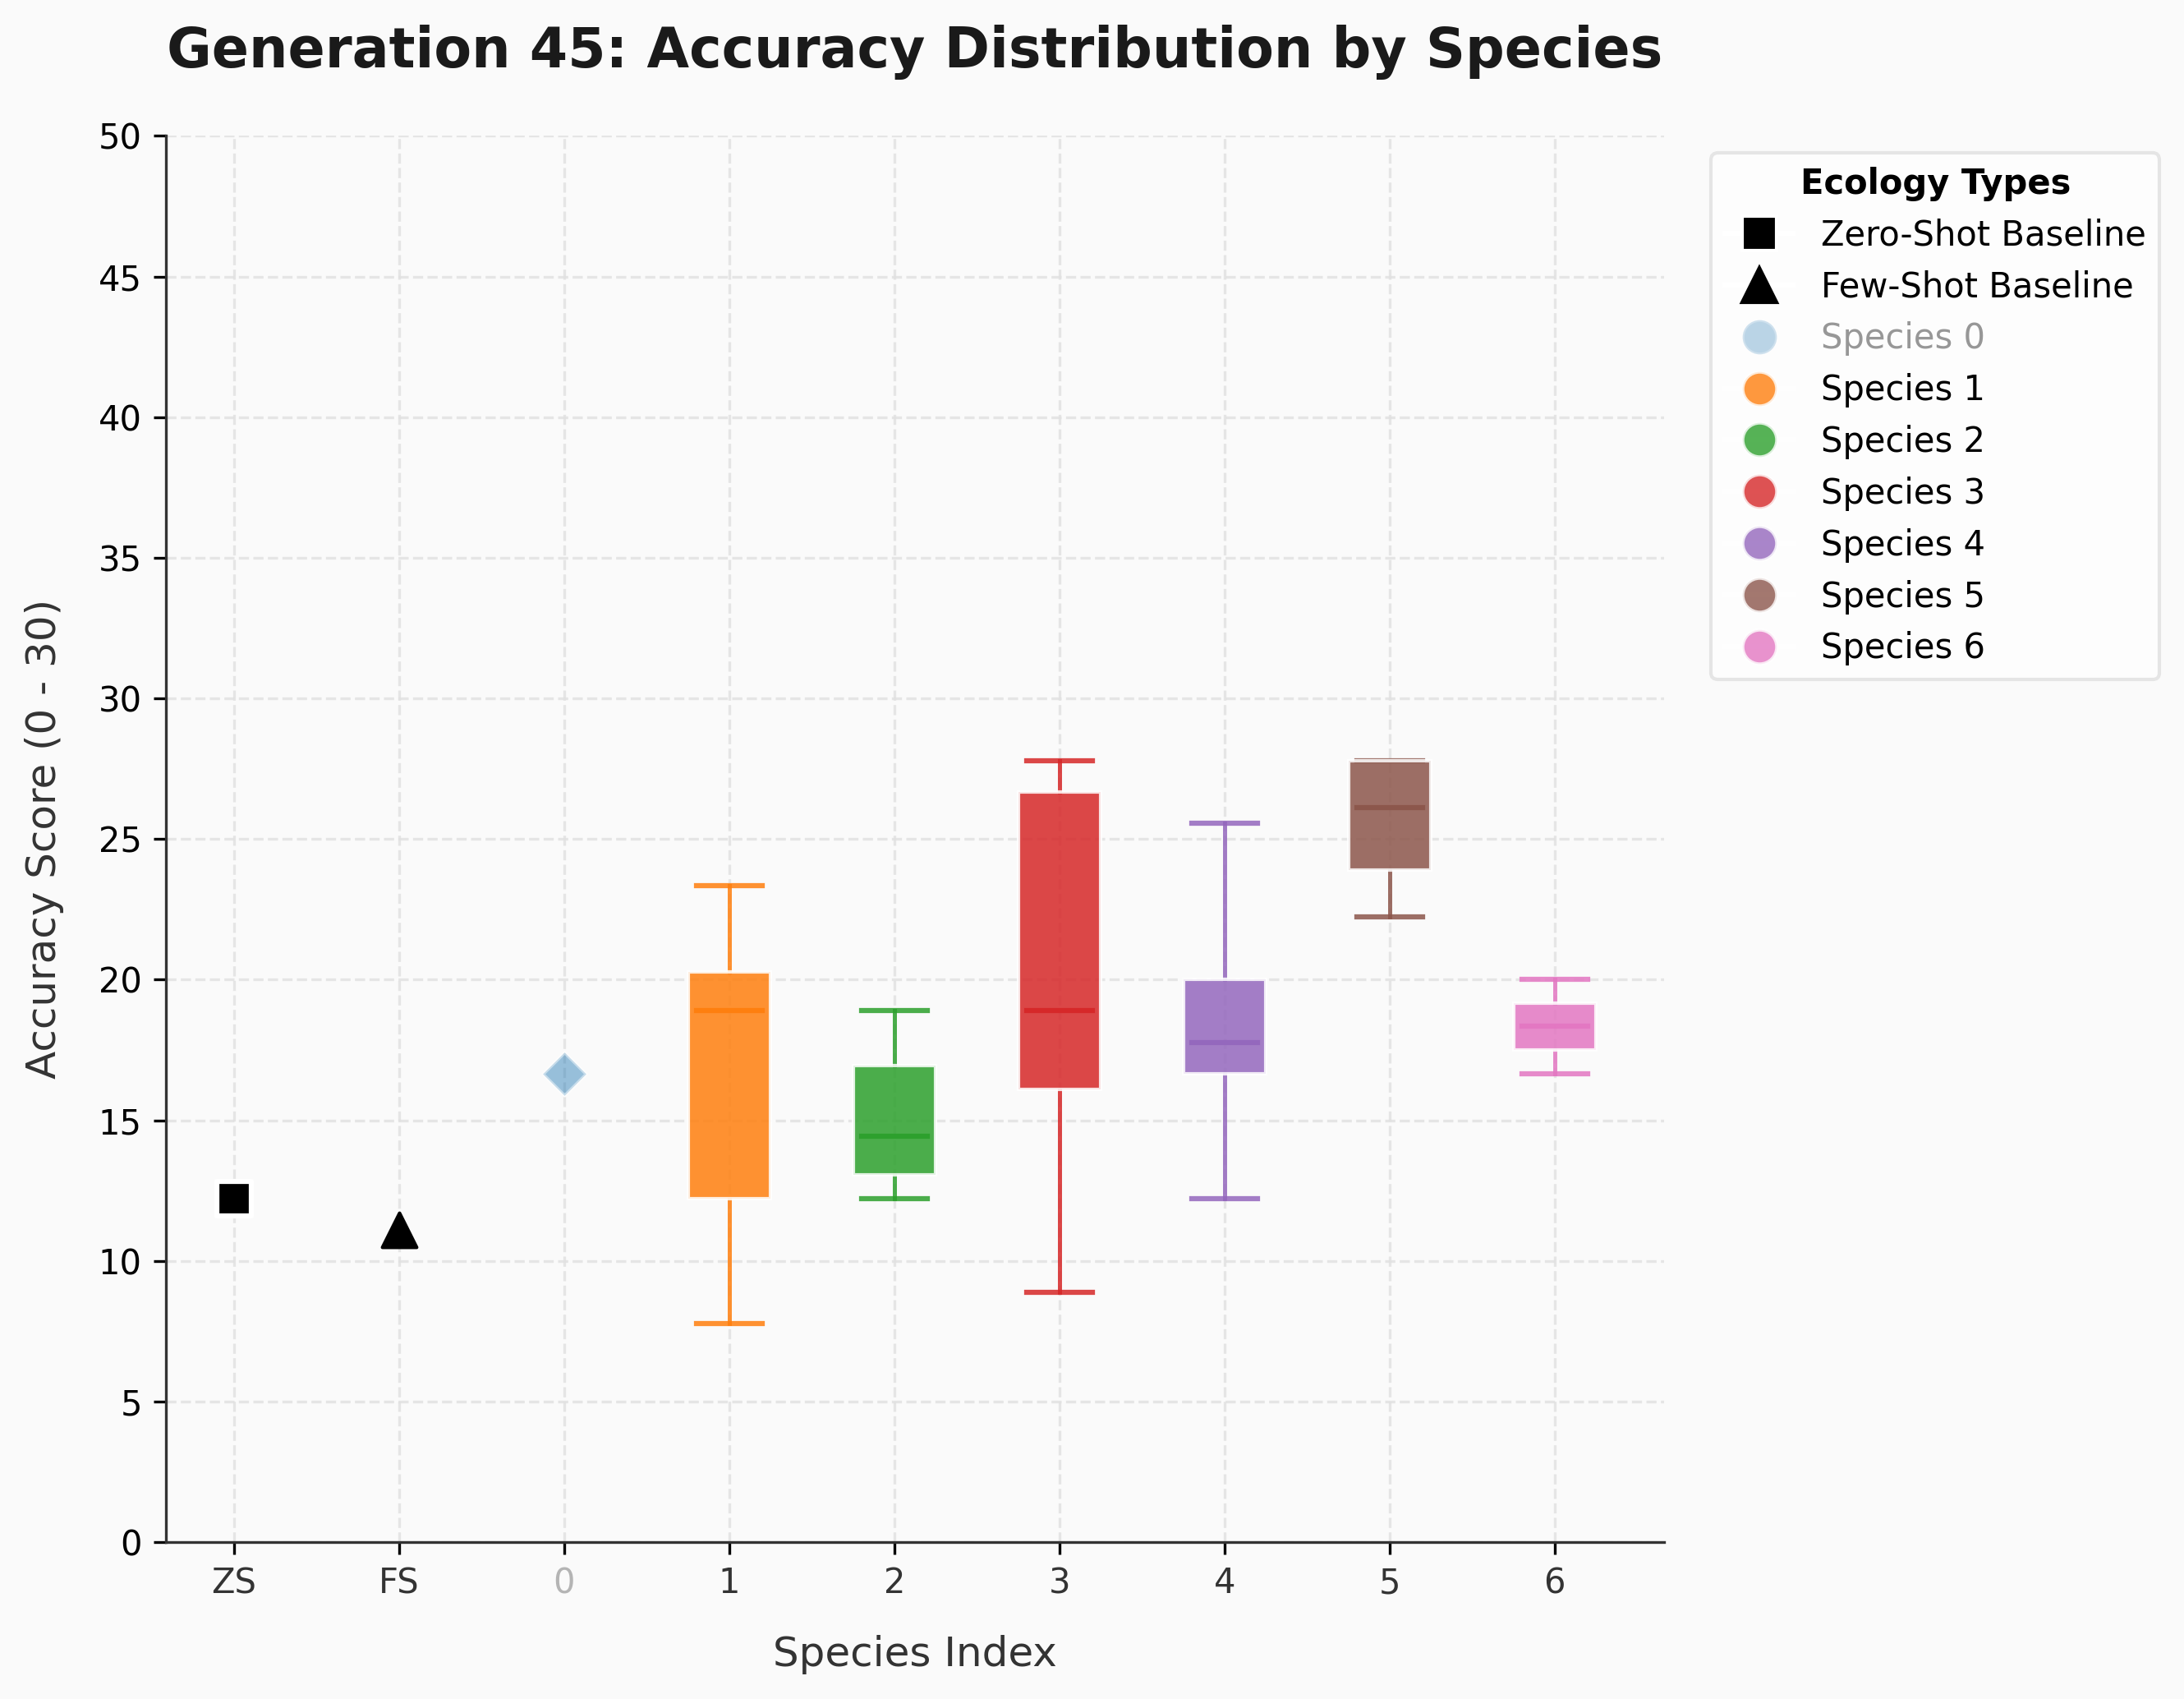 Generation 45: Accuracy Distribution by Species
50
45
40
35
30
25
20
15
10
5
0
Accuracy Score (0 - 30)
ZS FS 0 1 2 3 4 5 6
Species Index
Ecology Types
Zero-Shot Baseline
Few-Shot Baseline
Species 0
Species 1
Species 2
Species 3
Species 4
Species 5
Species 6